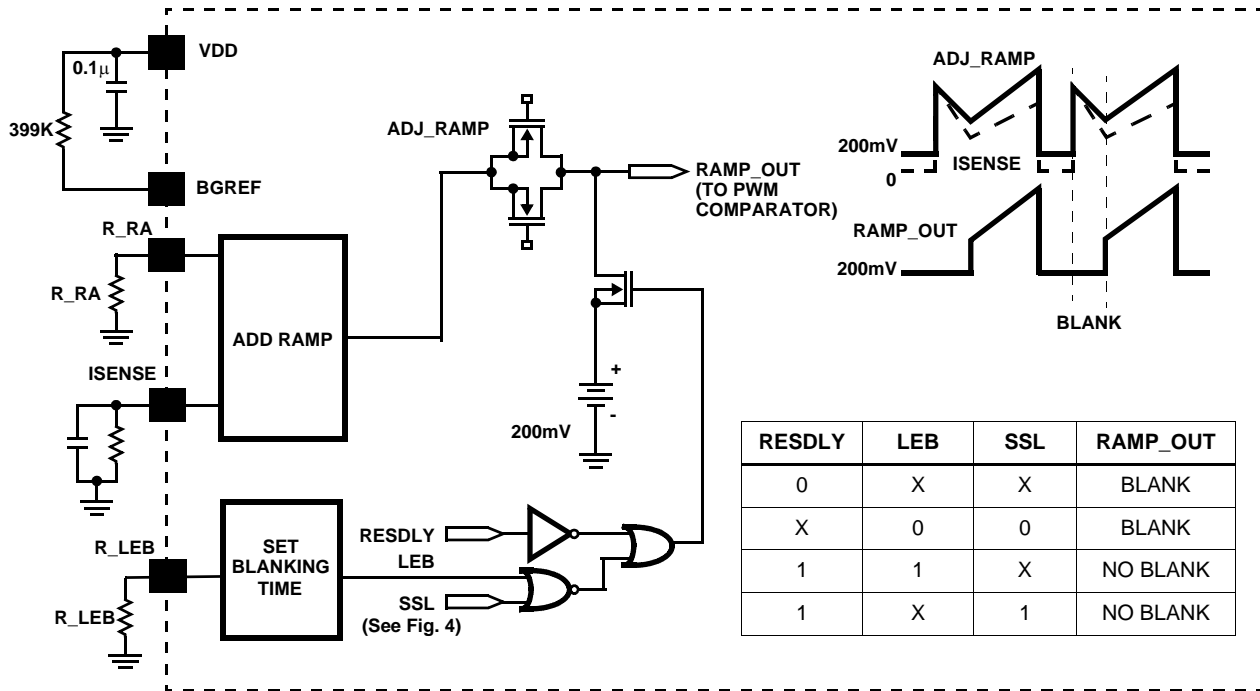 VDD
0.1µ
399K
BGREF
R_RA
R_RA
ADD RAMP
ISENSE
R_LEB
R_LEB
SET
BLANKING
TIME
ADJ_RAMP
RAMP_OUT
(TO PWM
COMPARATOR)
+
-
200mV
RESDLY
LEB
SSL
(See Fig. 4)
ADJ_RAMP
200mV
ISENSE
0
RAMP_OUT
200mV
BLANK
RESDLY LEB SSL RAMP_OUT
0 X X BLANK
X 0 0 BLANK
1 1 X NO BLANK
1 X 1 NO BLANK